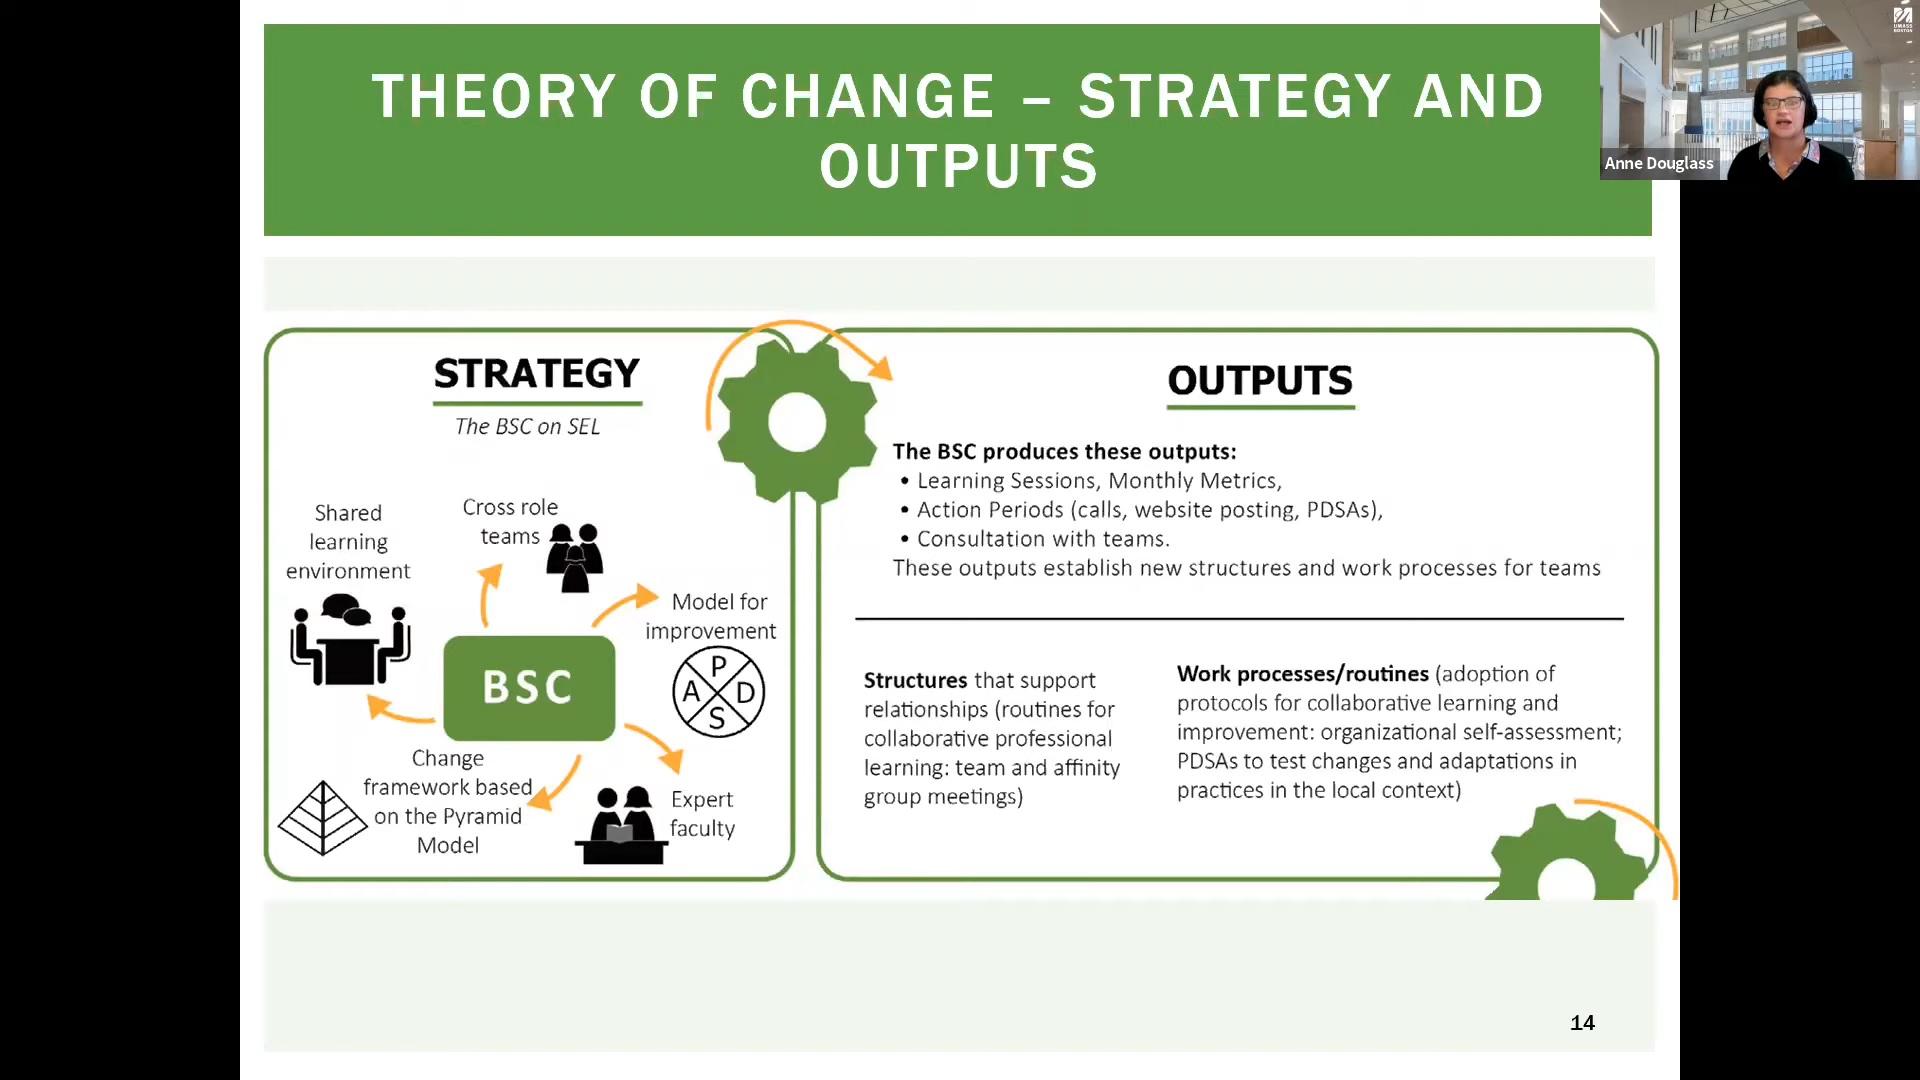 THEORY OF CHANGE – STRATEGY AND
OUTPUTS
UMASS
BOSTON
Anne Douglass
STRATEGY
The BSC on SEL
Shared
learning
environment
Cross role
teams
Model for
improvement
P
A D
S
BSC
Change
framework based
on the Pyramid
Model
Expert
faculty
OUTPUTS
The BSC produces these outputs:
• Learning Sessions, Monthly Metrics,
• Action Periods (calls, website posting, PDSAs),
• Consultation with teams.
These outputs establish new structures and work processes for teams
Structures that support
relationships (routines for
collaborative professional
learning: team and affinity
group meetings)
Work processes/routines (adoption of
protocols for collaborative learning and
improvement: organizational self-assessment;
PDSAs to test changes and adaptations in
practices in the local context)
14